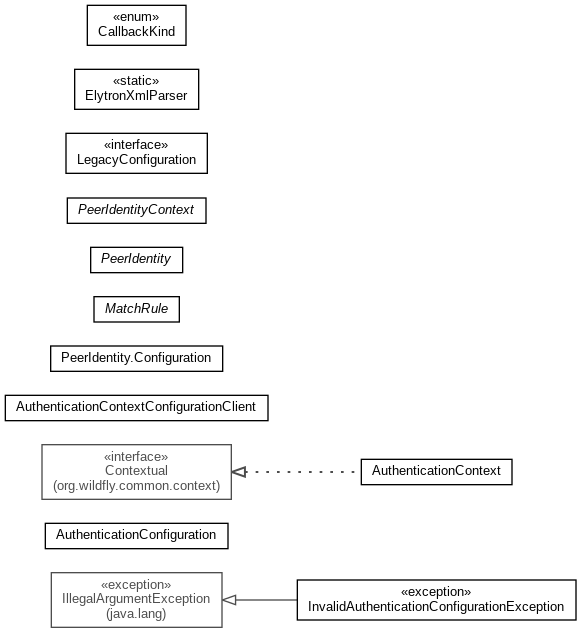 «enum»
CallbackKind
«static»
ElytronXmlParser
«interface»
LegacyConfiguration
PeerIdentityContext
PeerIdentity
MatchRule
PeerIdentity.Configuration
AuthenticationContextConfigurationClient
«interface»
Contextual
(org.wildfly.common.context)
AuthenticationContext
AuthenticationConfiguration
«exception»
IllegalArgumentException
(java.lang)
«exception»
InvalidAuthenticationConfigurationException